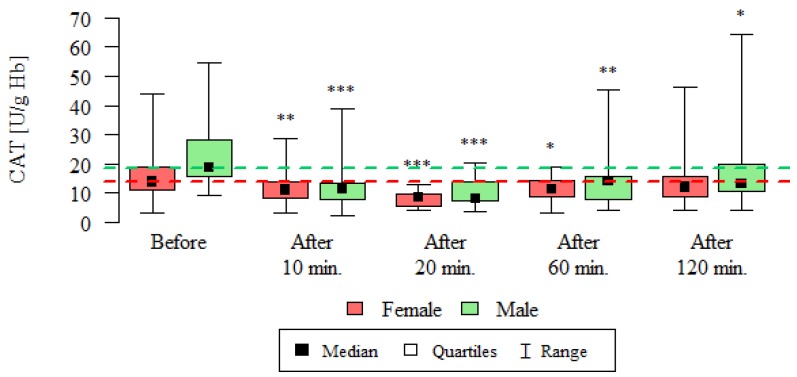 CAT [U/g Hb]
70
60
50
40
30
20
10
0
*
**
***
***
***
*
**
Before
After
10 min.
After
20 min.
After
60 min.
After
120 min.
Female
Male
Median
Quartiles
Range